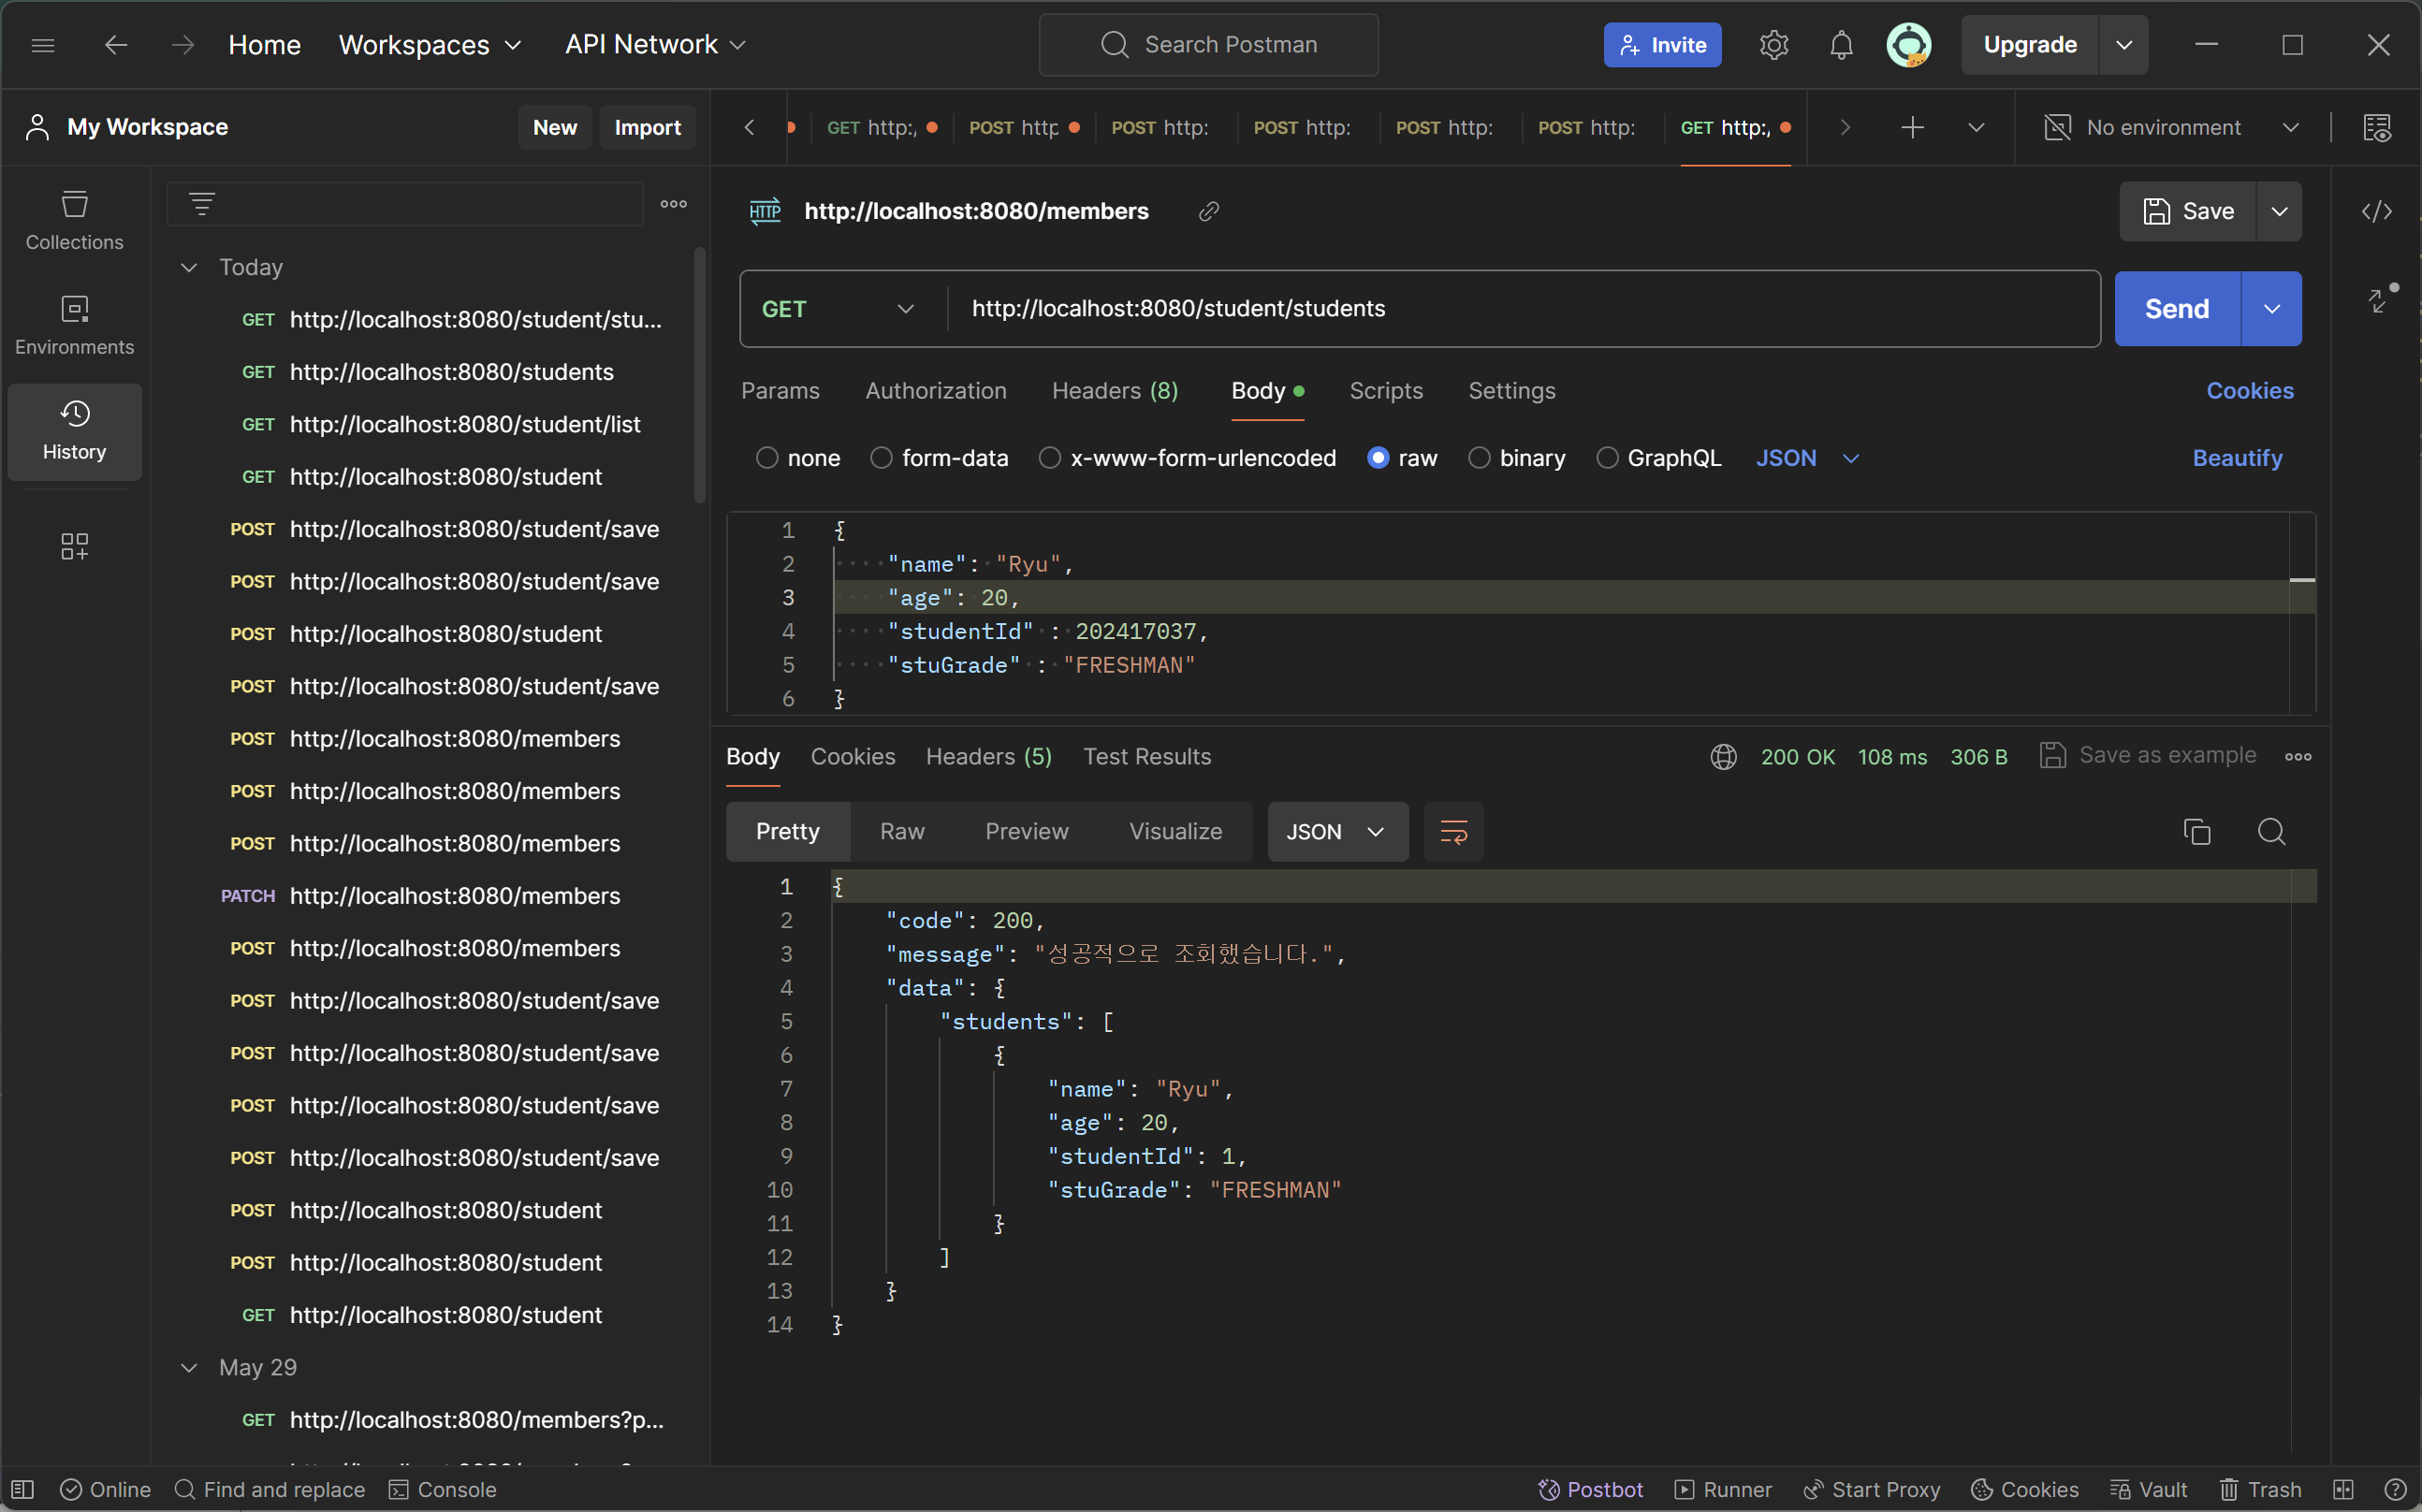 Home Workspaces API Network Search Postman Invite Upgrade
My Workspace New Import GET http:/ POST http POST http: POST http: POST http: POST http: GET http:/ No environment
Collections
Environments
History
Today
GET http://localhost:8080/student/stu...
GET http://localhost:8080/students
GET http://localhost:8080/student/list
GET http://localhost:8080/student
POST http://localhost:8080/student/save
POST http://localhost:8080/student/save
POST http://localhost:8080/student
POST http://localhost:8080/student/save
POST http://localhost:8080/members
POST http://localhost:8080/members
POST http://localhost:8080/members
PATCH http://localhost:8080/members
POST http://localhost:8080/members
POST http://localhost:8080/student/save
POST http://localhost:8080/student/save
POST http://localhost:8080/student/save
POST http://localhost:8080/student/save
POST http://localhost:8080/student
POST http://localhost:8080/student
GET http://localhost:8080/student
May 29
GET http://localhost:8080/members?p...
HTTP http://localhost:8080/members Save
GET http://localhost:8080/student/students Send
Params Authorization Headers (8) Body Scripts Settings Cookies
none form-data x-www-form-urlencoded raw binary GraphQL JSON Beautify
1 {
2 "name": "Ryu",
3 "age": 20,
4 "studentId" : 202417037,
5 "stuGrade" : "FRESHMAN"
6 }
Body Cookies Headers (5) Test Results 200 OK 108 ms 306 B Save as example
Pretty Raw Preview Visualize JSON
1 {
2 "code": 200,
3 "message": "성공적으로 조회했습니다.",
4 "data": {
5 "students": [
6 {
7 "name": "Ryu",
8 "age": 20,
9 "studentId": 1,
10 "stuGrade": "FRESHMAN"
11 }
12 ]
13 }
14 }
Online Find and replace Console Postbot Runner Start Proxy Cookies Vault Trash